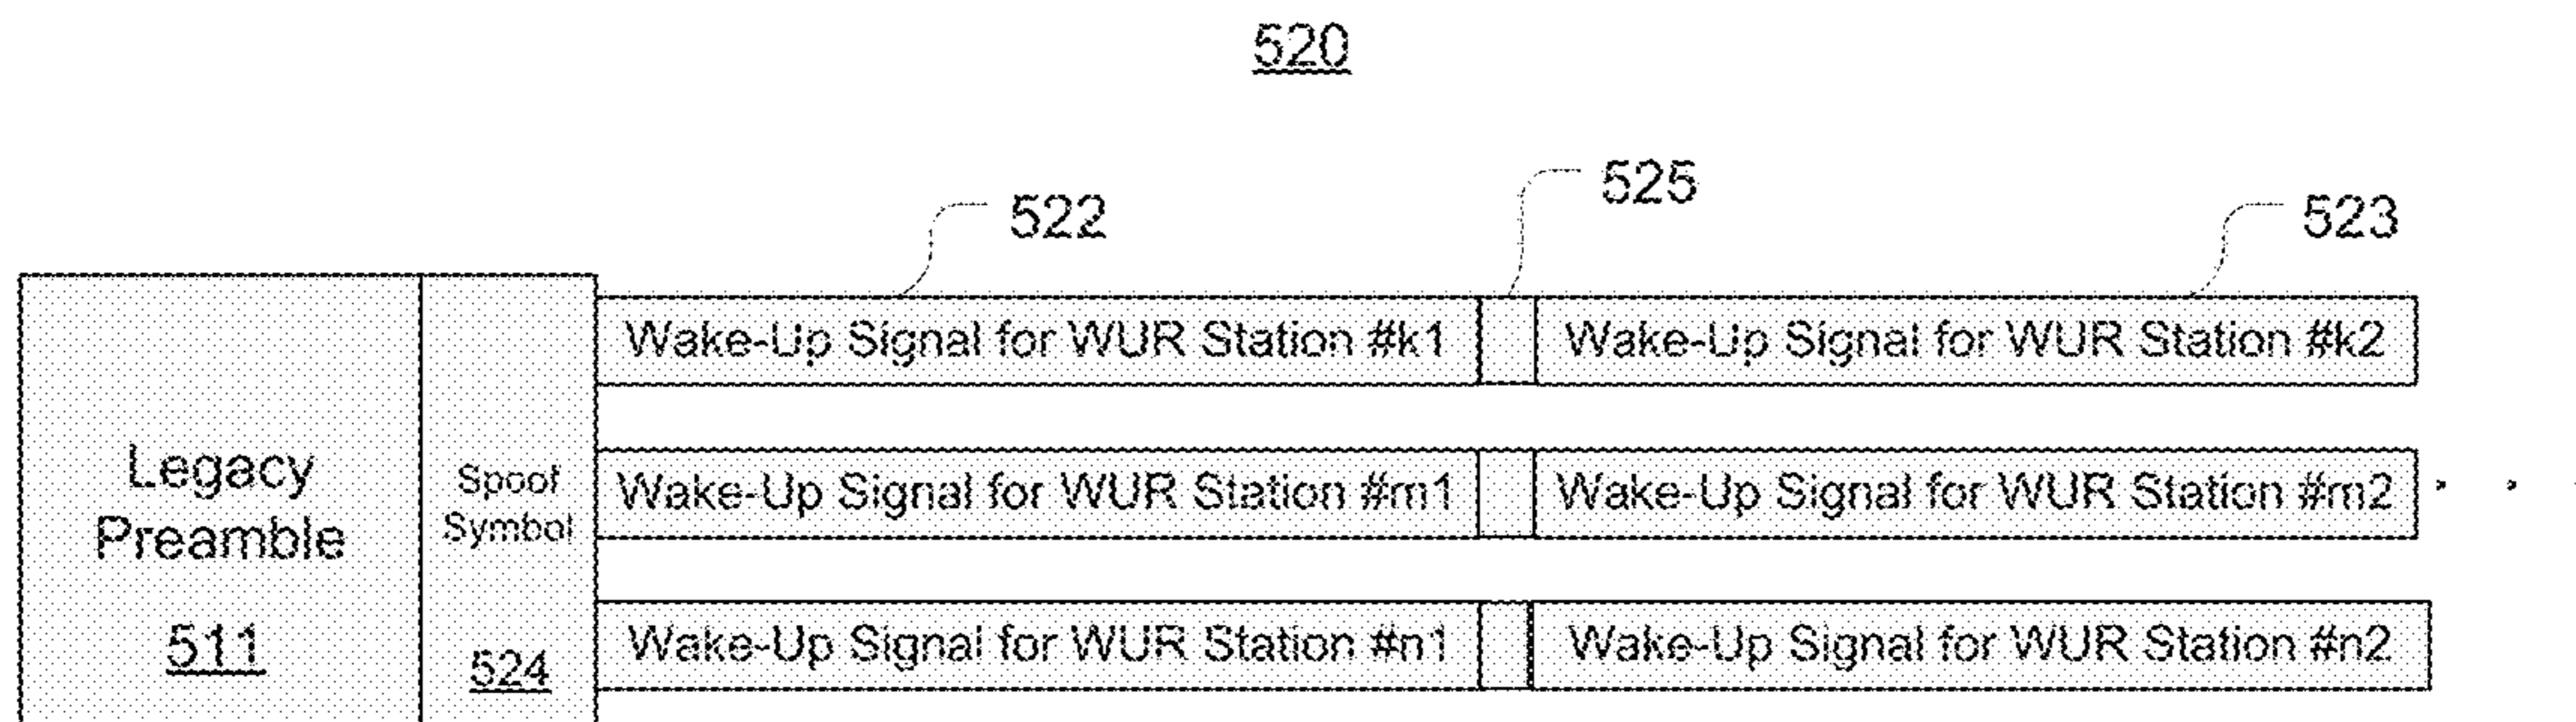 520
525
522
523
Wake-Up Signal for WUR Station #k1
Wake-Up Signal for WUR Station #k2
Legacy
Preamble
511
Spoof
Symbol
524
Wake-Up Signal for WUR Station #m1
Wake-Up Signal for WUR Station #m2
Wake-Up Signal for WUR Station #n1
Wake-Up Signal for WUR Station #n2